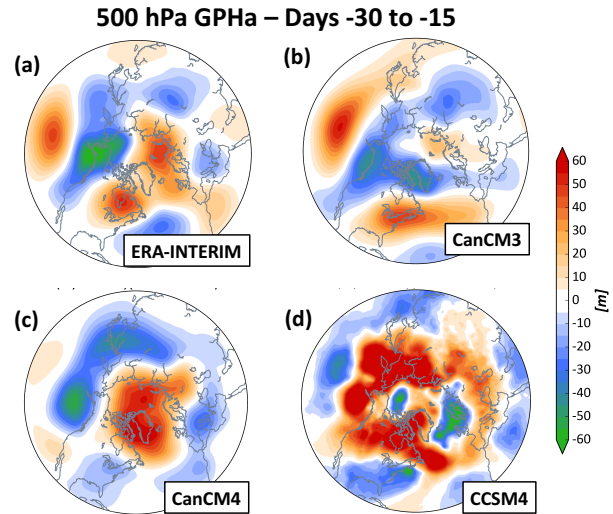 500 hPa GPHa – Days -30 to -15
(a)
(b)
ERA-INTERIM
CanCM3
(c)
(d)
CanCM4
CCSM4
60
50
40
30
20
10
0
-10
-20
-30
-40
-50
-60
[m]